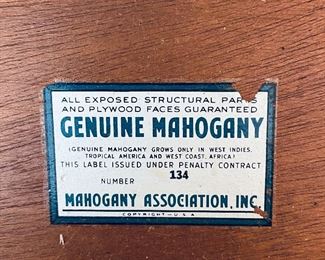 ALL EXPOSED STRUCTURAL PARTS
AND PLYWOOD FACES GUARANTEED
GENUINE MAHOGANY
(GENUINE MAHOGANY GROWS ONLY IN WEST INDIES,
TROPICAL AMERICA AND WEST COAST, AFRICA)
THIS LABEL ISSUED UNDER PENALTY CONTRACT
NUMBER 134
MAHOGANY ASSOCIATION, INC.
COPYRIGHT—U S A